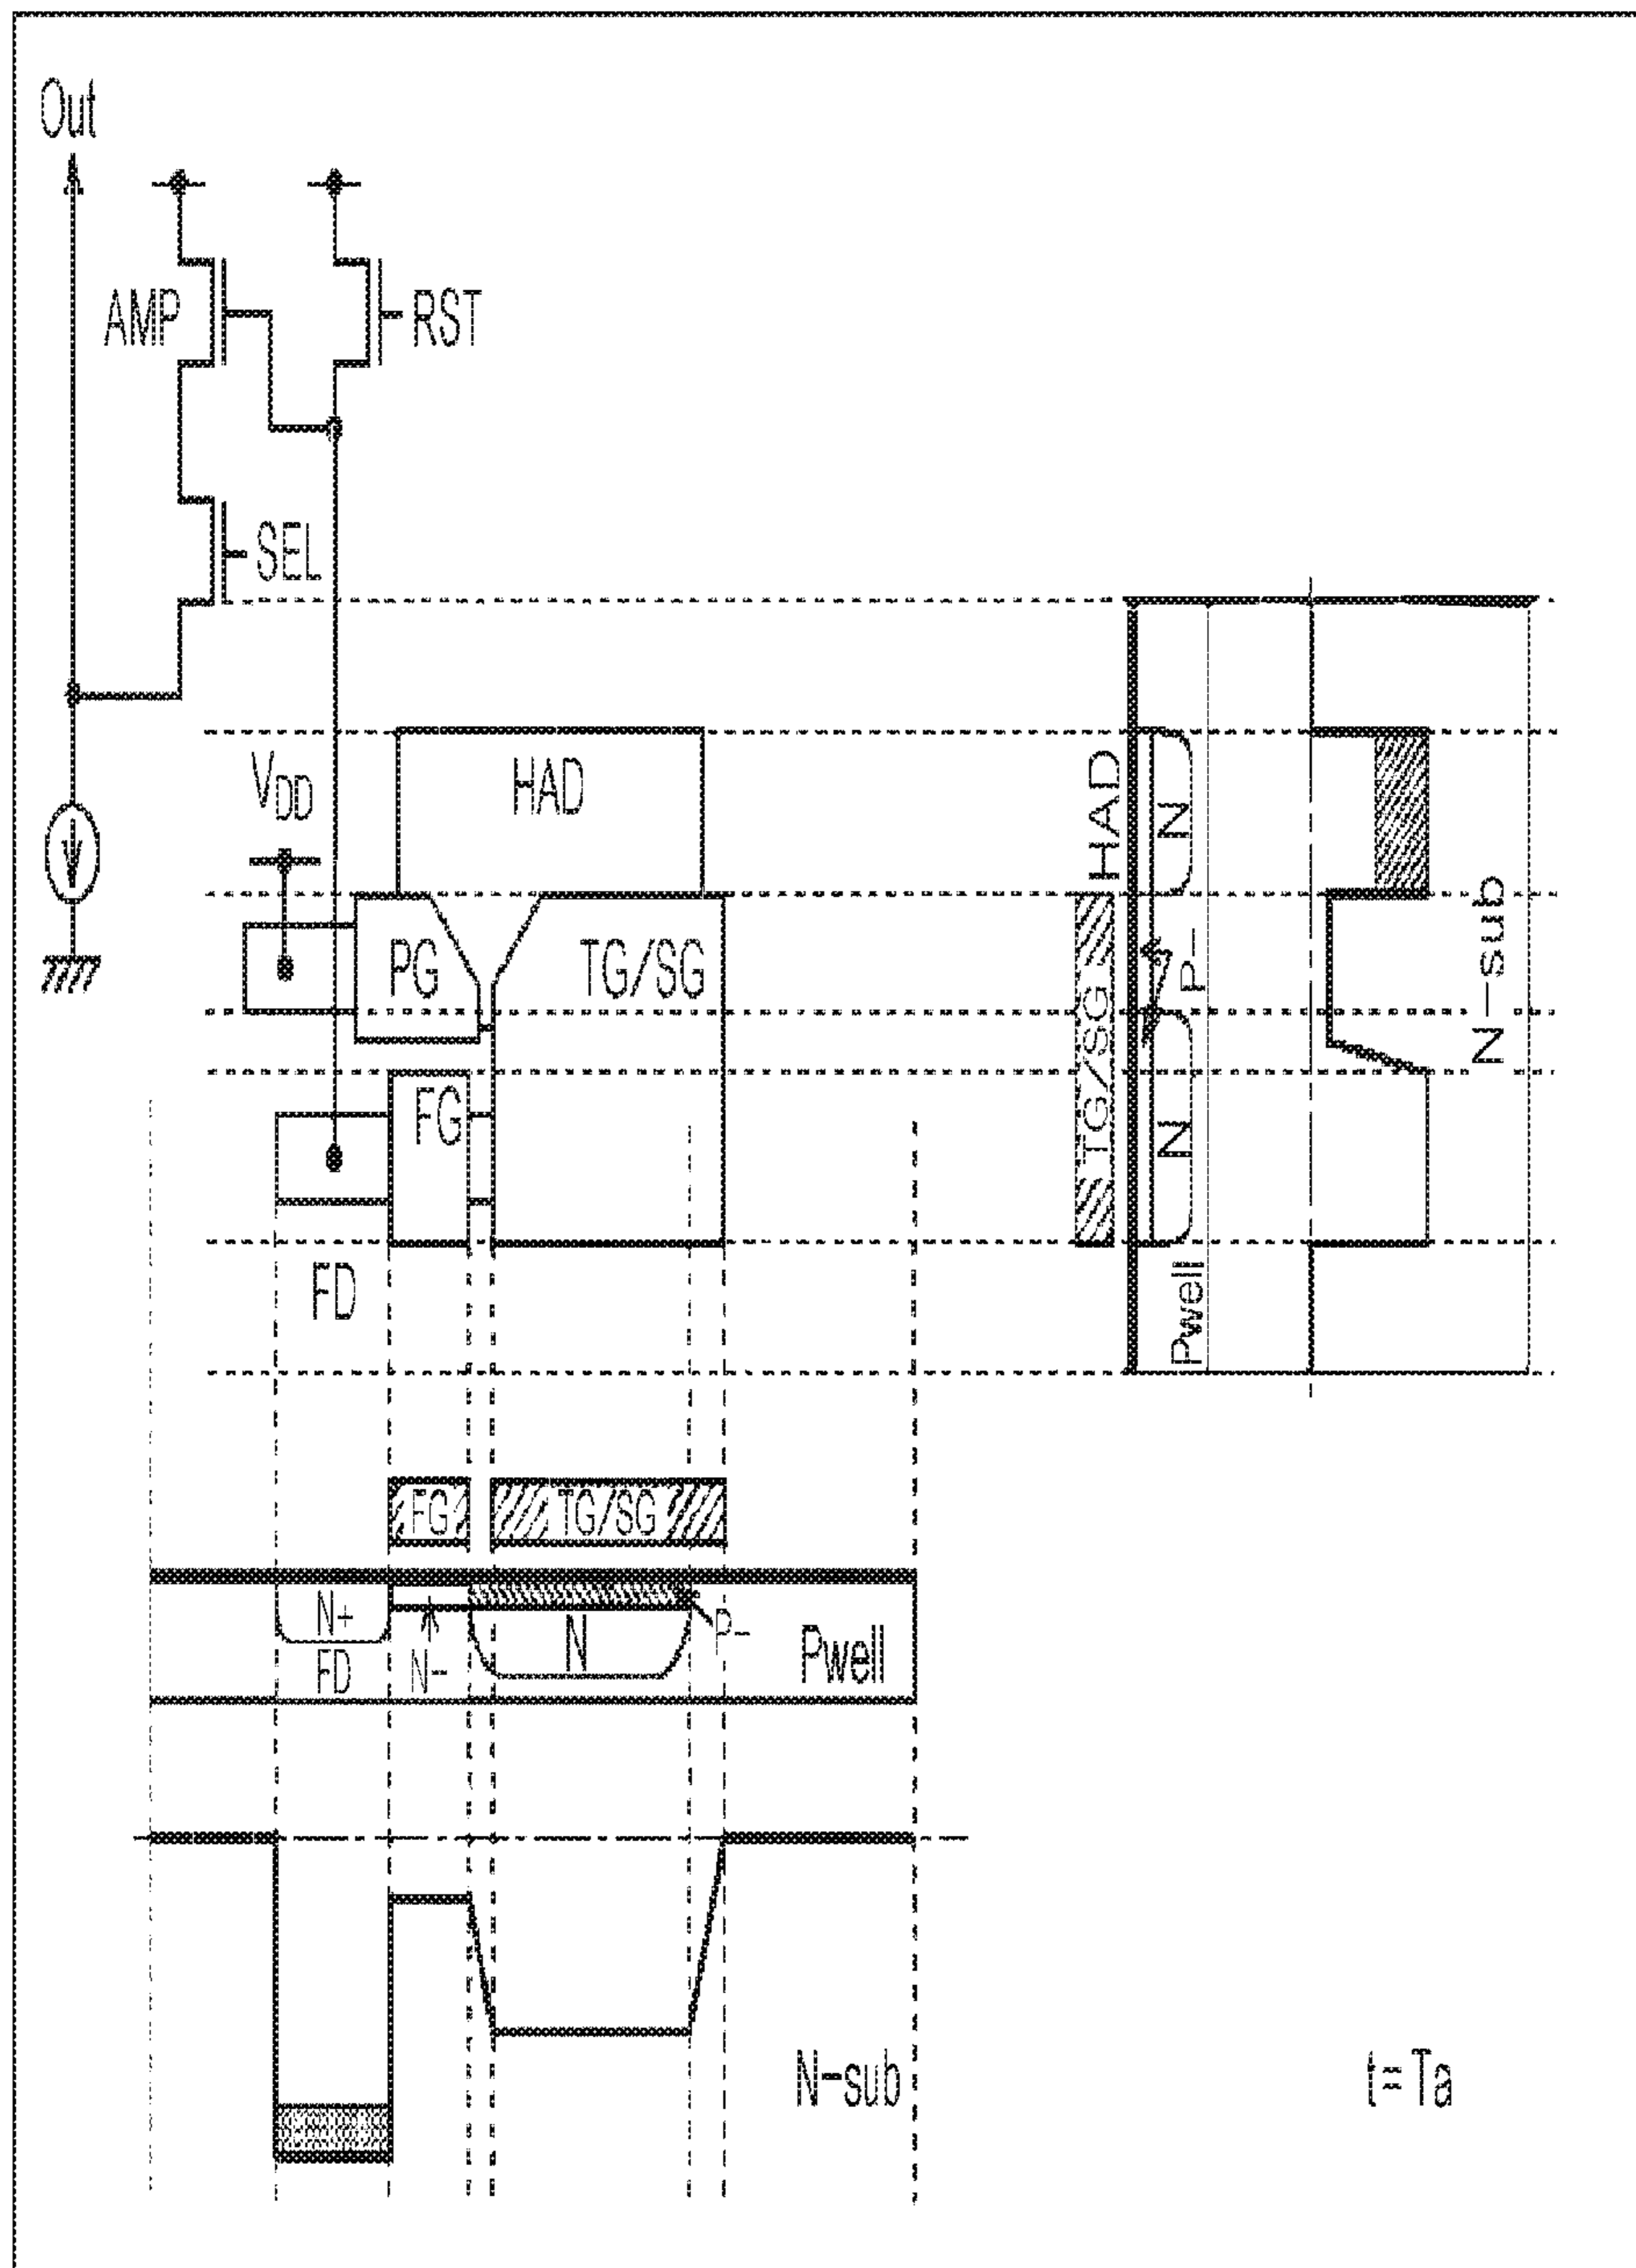 Out
AMP
RST
SEL
VDD
HAD
PG
TG/SG
FG
FD
HAD
TG/SG
N
P-
N
Pwell
N-sub
FG
TG/SG
N+
FD
N-
N
P-
Pwell
N-sub
t=Ta